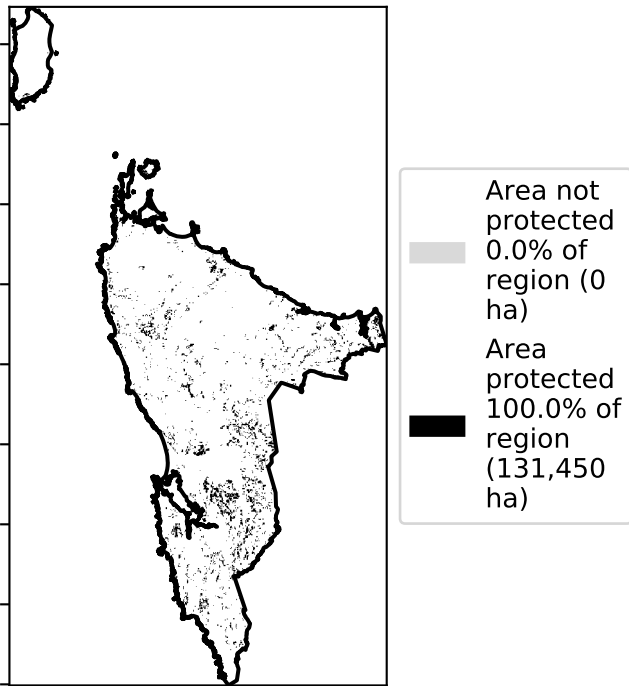 Area not
protected
0.0% of
region (0
ha)
Area
protected
100.0% of
region
(131,450
ha)